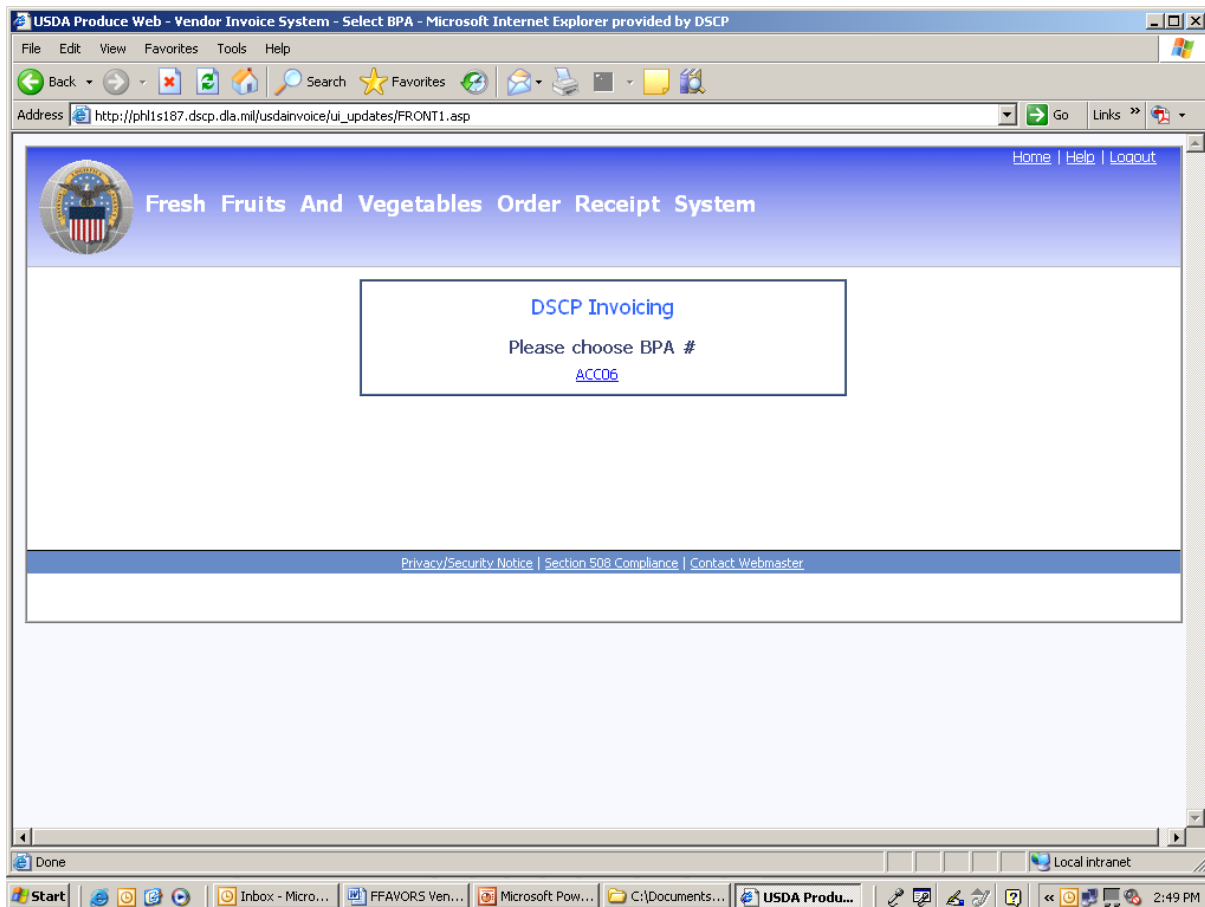 USDA Produce Web - Vendor Invoice System - Select BPA - Microsoft Internet Explorer provided by DSCP
File Edit View Favorites Tools Help
Back Search Favorites
Address http://phl1s187.dscp.dla.mil/usdainvoice/ui_updates/FRONT1.asp Go Links »
Home | Help | Logout
Fresh Fruits And Vegetables Order Receipt System
DSCP Invoicing
Please choose BPA #
ACC06
Privacy/Security Notice | Section 508 Compliance | Contact Webmaster
Done Local intranet
Start Inbox - Micro... FFAVORS Ven... Microsoft Pow... C:\Documents... USDA Produ... « 2:49 PM